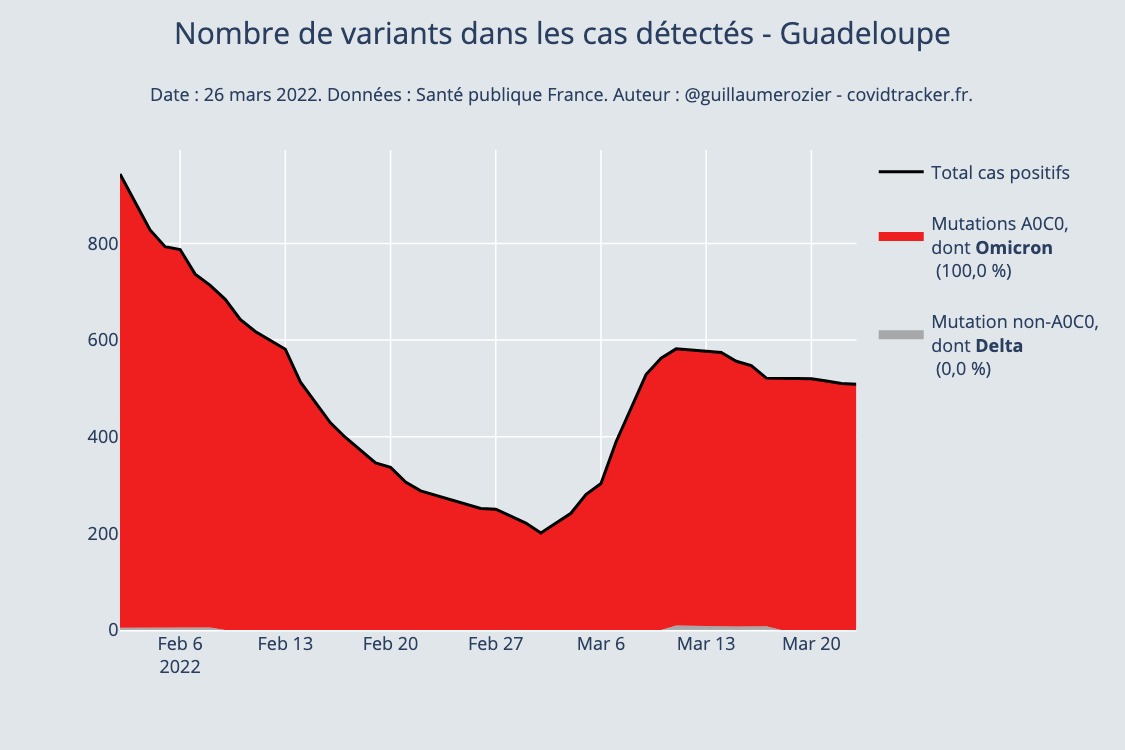 Nombre de variants dans les cas détectés - Guadeloupe
Date : 26 mars 2022. Données : Santé publique France. Auteur : @guillaumerozier - covidtracker.fr.
Total cas positifs
Mutations A0C0,
dont Omicron
(100,0 %)
Mutation non-A0C0,
dont Delta
(0,0 %)
800
600
400
200
0
Feb 6
2022
Feb 13
Feb 20
Feb 27
Mar 6
Mar 13
Mar 20